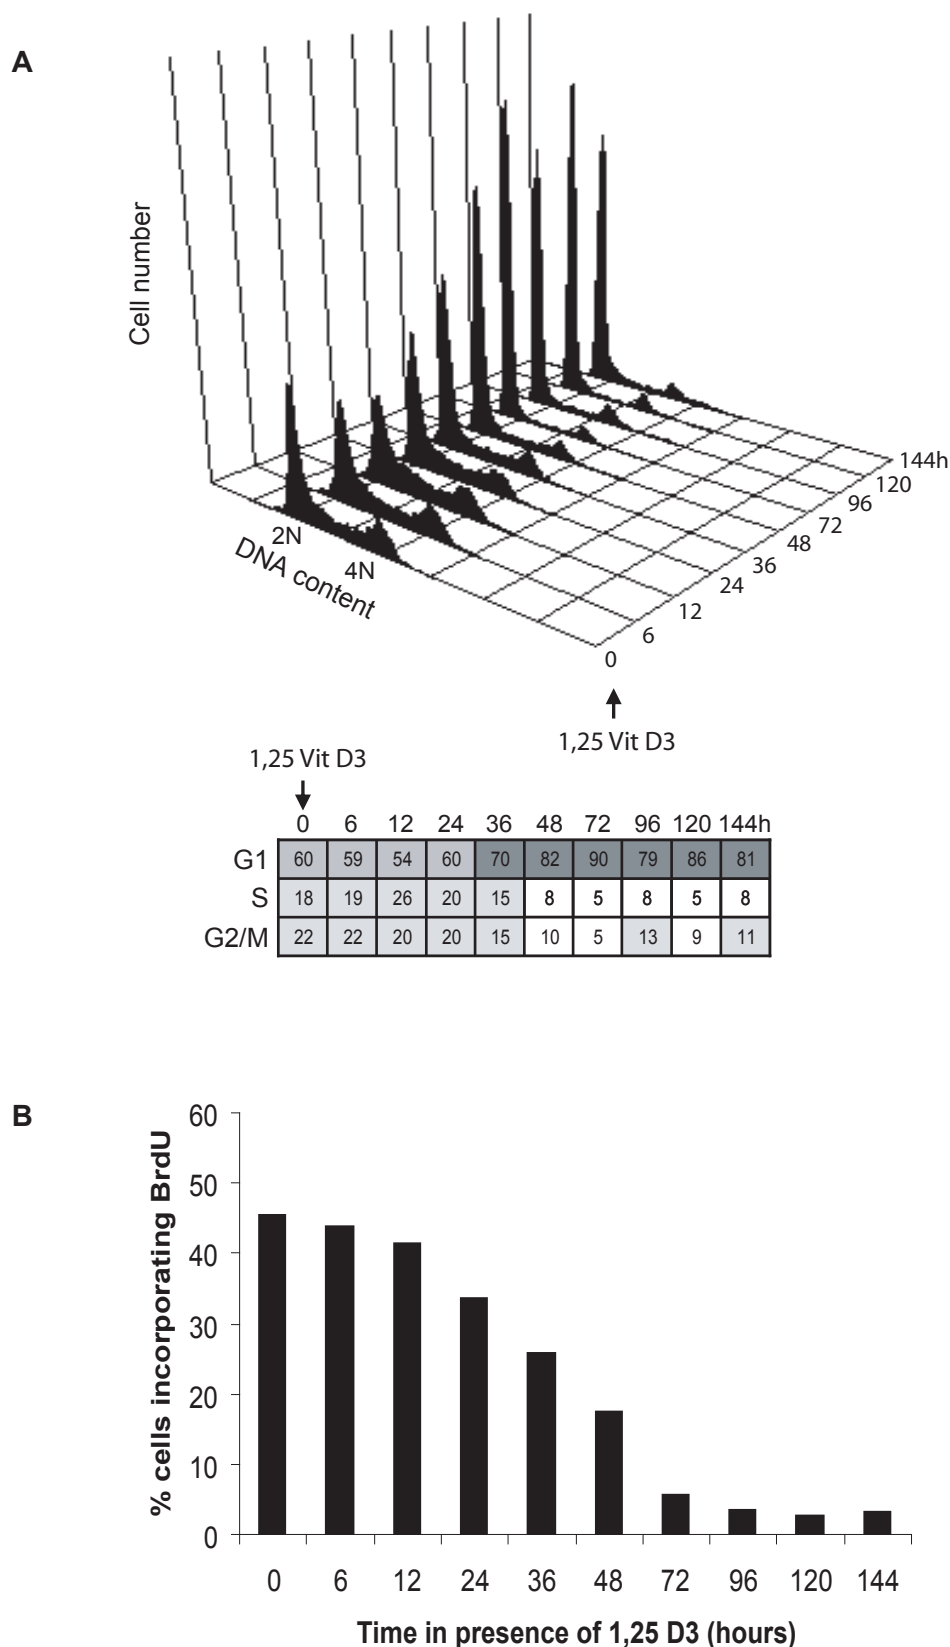 A
Cell number
2N
4N
DNA content
0
6
12
24
36
48
72
96
120
144h
1,25 Vit D3
1,25 Vit D3
0 6 12 24 36 48 72 96 120 144h
G1 60 59 54 60 70 82 90 79 86 81
S 18 19 26 20 15 8 5 8 5 8
G2/M 22 22 20 20 15 10 5 13 9 11
B
% cells incorporating BrdU
60
50
40
30
20
10
0
0 6 12 24 36 48 72 96 120 144
Time in presence of 1,25 D3 (hours)